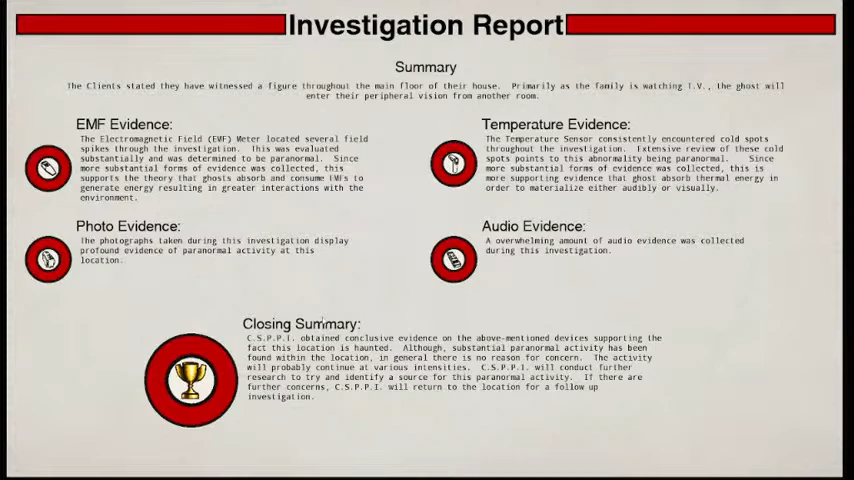 Investigation Report
Summary
The Clients stated they have witnessed a figure throughout the main floor of their house.  Primarily as the family is watching T.V., the ghost will
enter their peripheral vision from another room.
EMF Evidence:
The Electromagnetic Field (EMF) Meter located several field
spikes through the investigation.  This was evaluated
substantially and was determined to be paranormal.  Since
more substantial forms of evidence was collected, this
supports the theory that ghosts absorb and consume EMFs to
generate energy resulting in greater interactions with the
environment.
Temperature Evidence:
The Temperature Sensor consistently encountered cold spots
throughout the investigation.  Extensive review of these cold
spots points to this abnormality being paranormal.   Since
more substantial forms of evidence was collected, this is
more supporting evidence that ghost absorb thermal energy in
order to materialize either audibly or visually.
Photo Evidence:
The photographs taken during this investigation display
profound evidence of paranormal activity at this
location.
Audio Evidence:
A overwhelming amount of audio evidence was collected
during this investigation.
Closing Summary:
C.S.P.P.I. obtained conclusive evidence on the above-mentioned devices supporting the
fact this location is haunted.  Although, substantial paranormal activity has been
found within the location, in general there is no reason for concern.  The activity
will probably continue at various intensities.  C.S.P.P.I. will conduct further
research to try and identify a source for this paranormal activity.  If there are
further concerns, C.S.P.P.I. will return to the location for a follow up
investigation.